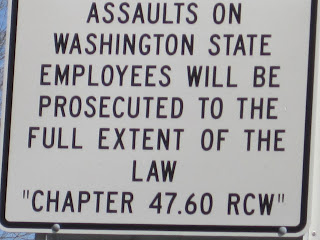 ASSAULTS ON
WASHINGTON STATE
EMPLOYEES WILL BE
PROSECUTED TO THE
FULL EXTENT OF THE
LAW
"CHAPTER 47.60 RCW"